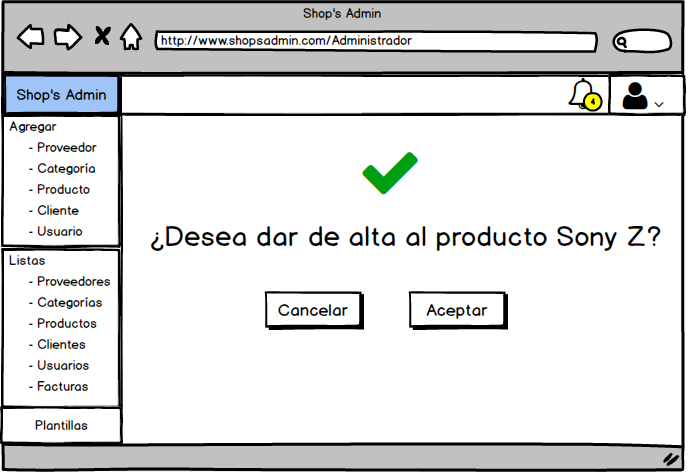 Shop's Admin
http://www.shopsadmin.com/Administrador
Shop's Admin
4
Agregar
- Proveedor
- Categoría
- Producto
- Cliente
- Usuario
Listas
- Proveedores
- Categorías
- Productos
- Clientes
- Usuarios
- Facturas
Plantillas
¿Desea dar de alta al producto Sony Z?
Cancelar
Aceptar